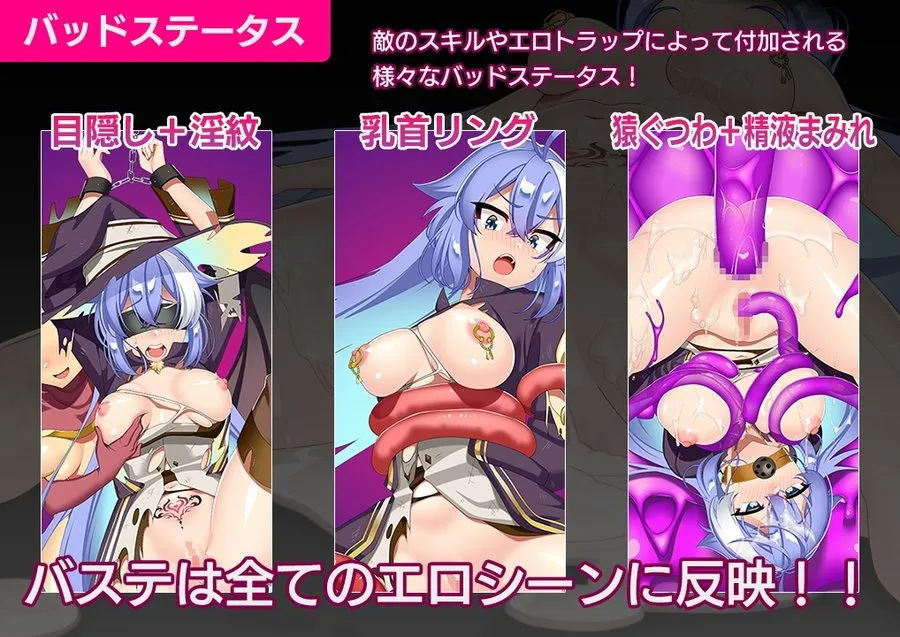 バッドステータス
敵のスキルやエロトラップによって付加される
様々なバッドステータス！
目隠し＋淫紋
乳首リング
猿ぐつわ＋精液まみれ
バステは全てのエロシーンに反映！！